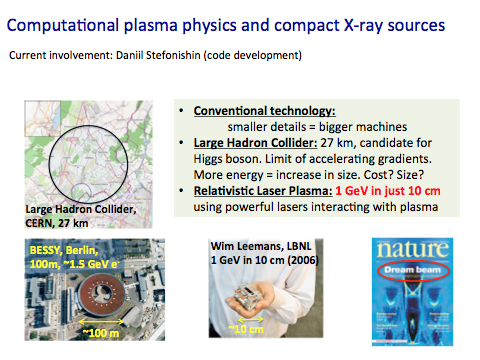 Computational plasma physics and compact X-ray sources
Current involvement: Daniil Stefonishin (code development)
Large Hadron Collider,
CERN, 27 km
• Conventional technology:
smaller details = bigger machines
• Large Hadron Collider: 27 km, candidate for
Higgs boson. Limit of accelerating gradients.
More energy = increase in size. Cost? Size?
• Relativistic Laser Plasma: 1 GeV in just 10 cm
using powerful lasers interacting with plasma
BESSY, Berlin,
100m, ~1.5 GeV e-
~100 m
Wim Leemans, LBNL
1 GeV in 10 cm (2006)
~10 cm
nature
Dream beam